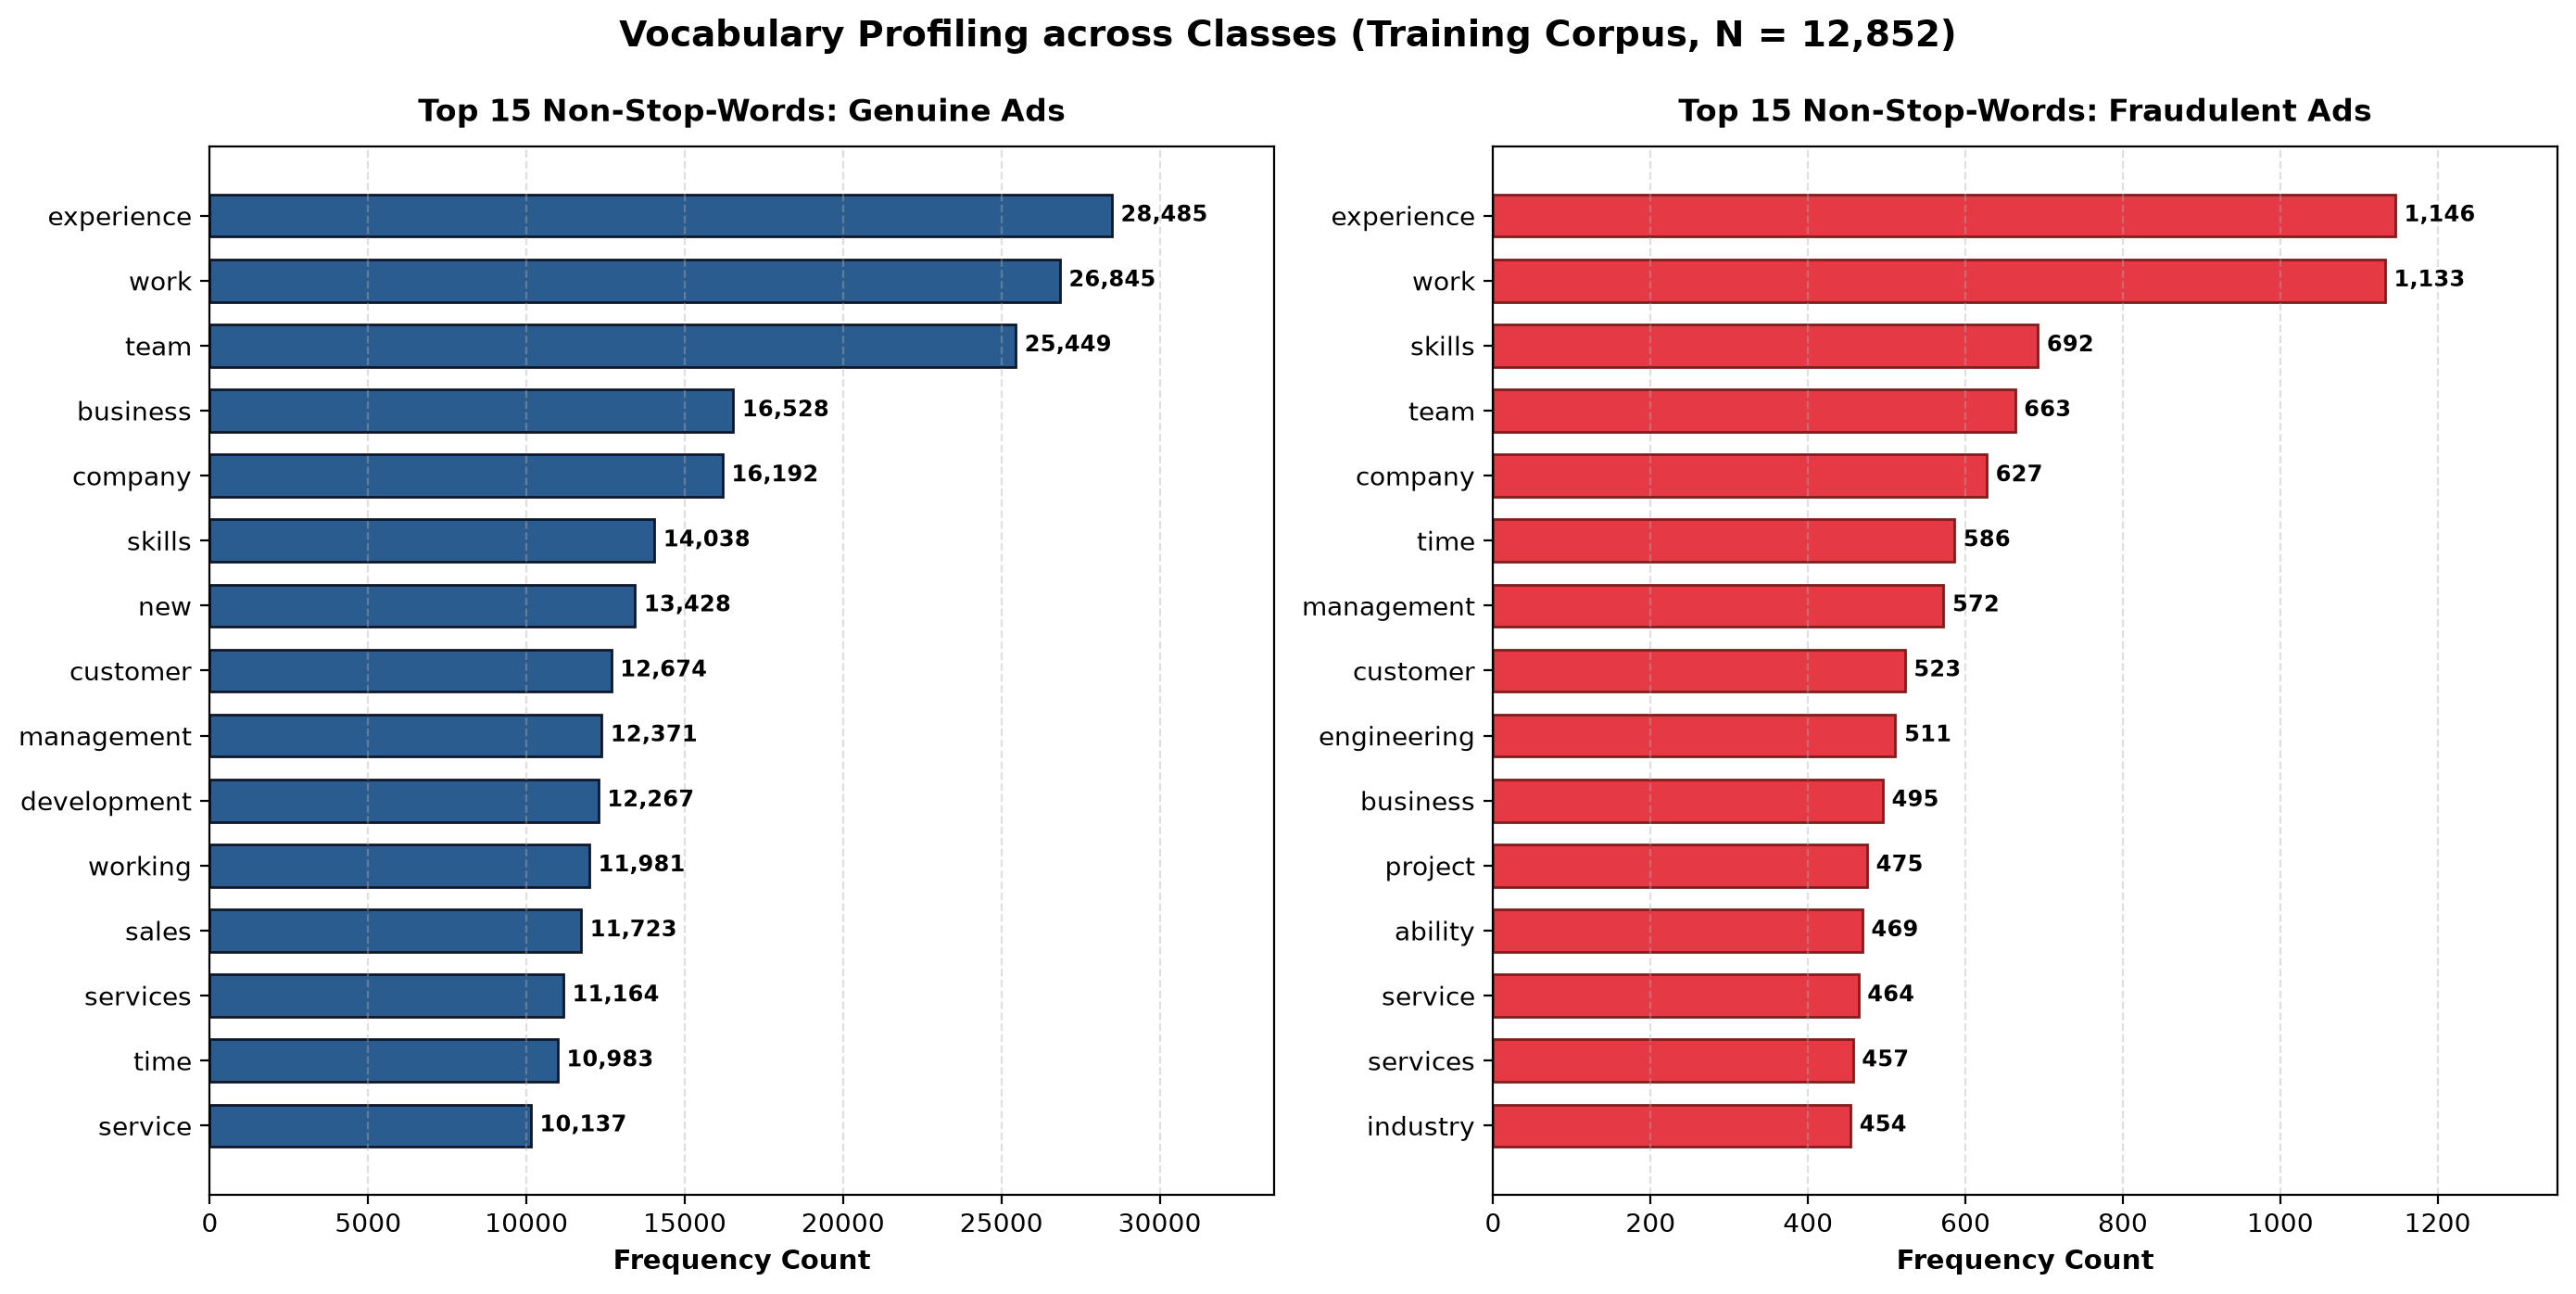 Vocabulary Profiling across Classes (Training Corpus, N = 12,852)
Top 15 Non-Stop-Words: Genuine Ads
experience 28,485
work 26,845
team 25,449
business 16,528
company 16,192
skills 14,038
new 13,428
customer 12,674
management 12,371
development 12,267
working 11,981
sales 11,723
services 11,164
time 10,983
service 10,137
0 5000 10000 15000 20000 25000 30000
Frequency Count
Top 15 Non-Stop-Words: Fraudulent Ads
experience 1,146
work 1,133
skills 692
team 663
company 627
time 586
management 572
customer 523
engineering 511
business 495
project 475
ability 469
service 464
services 457
industry 454
0 200 400 600 800 1000 1200
Frequency Count